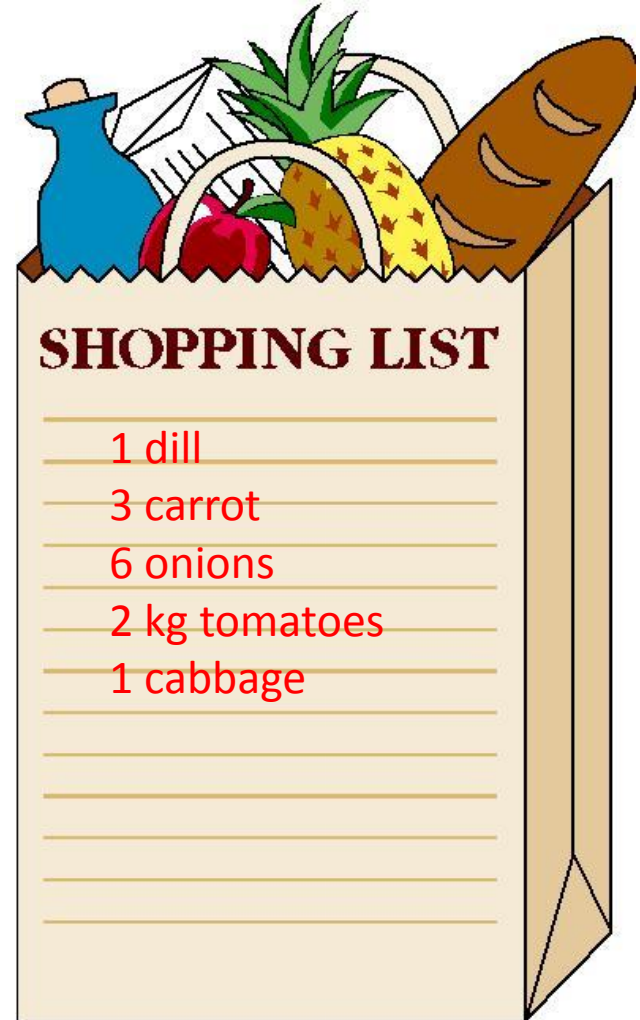 SHOPPING LIST
1 dill
3 carrot
6 onions
2 kg tomatoes
1 cabbage